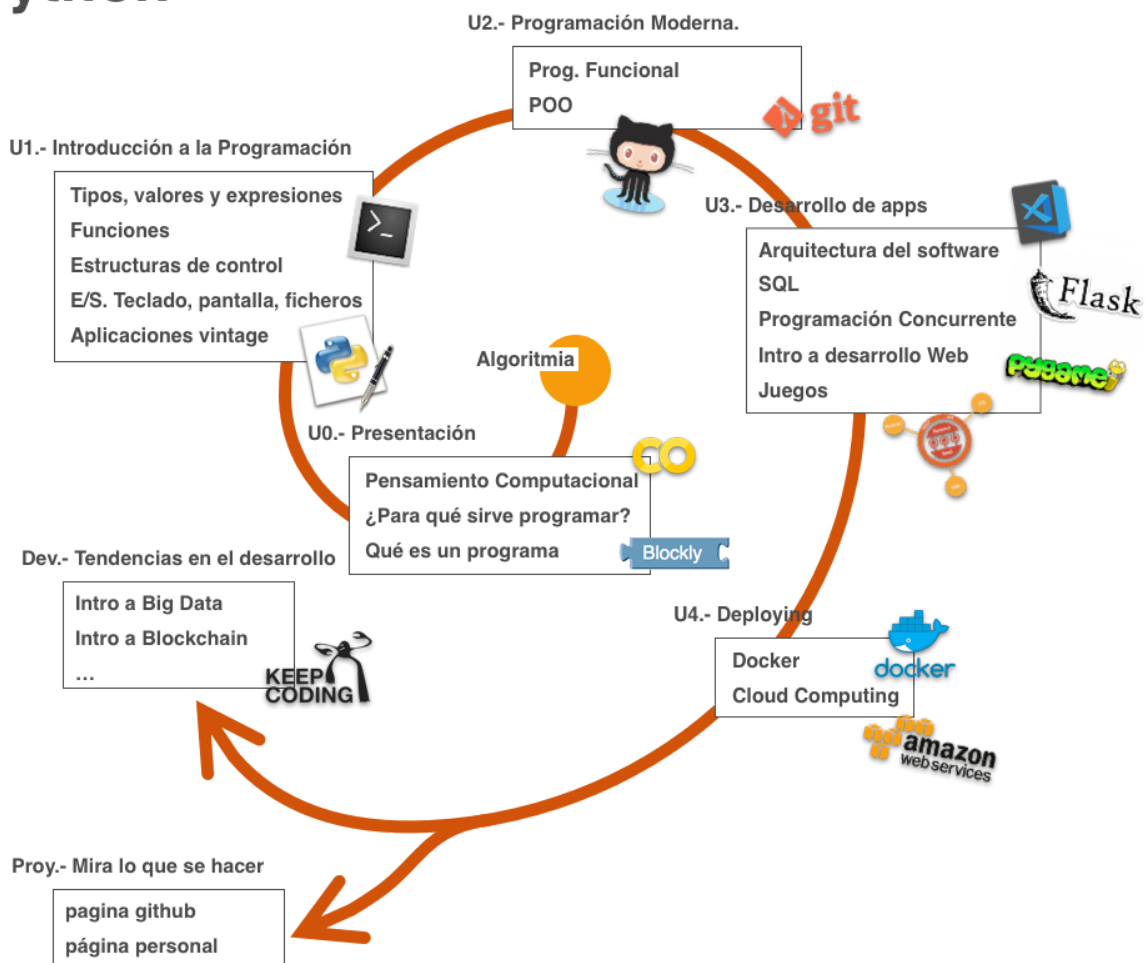 ython
U2.- Programación Moderna.
Prog. Funcional
POO
git
U1.- Introducción a la Programación
Tipos, valores y expresiones
Funciones
Estructuras de control
E/S. Teclado, pantalla, ficheros
Aplicaciones vintage
>_
U3.- Desarrollo de apps
Arquitectura del software
SQL
Programación Concurrente
Intro a desarrollo Web
Juegos
Flask
pygame
Algoritmia
U0.- Presentación
Pensamiento Computacional
¿Para qué sirve programar?
Qué es un programa
CO
Blockly
Dev.- Tendencias en el desarrollo
Intro a Big Data
Intro a Blockchain
...
KEEP
CODING
U4.- Deploying
Docker
Cloud Computing
docker
amazon
webservices
Proy.- Mira lo que se hacer
pagina github
página personal